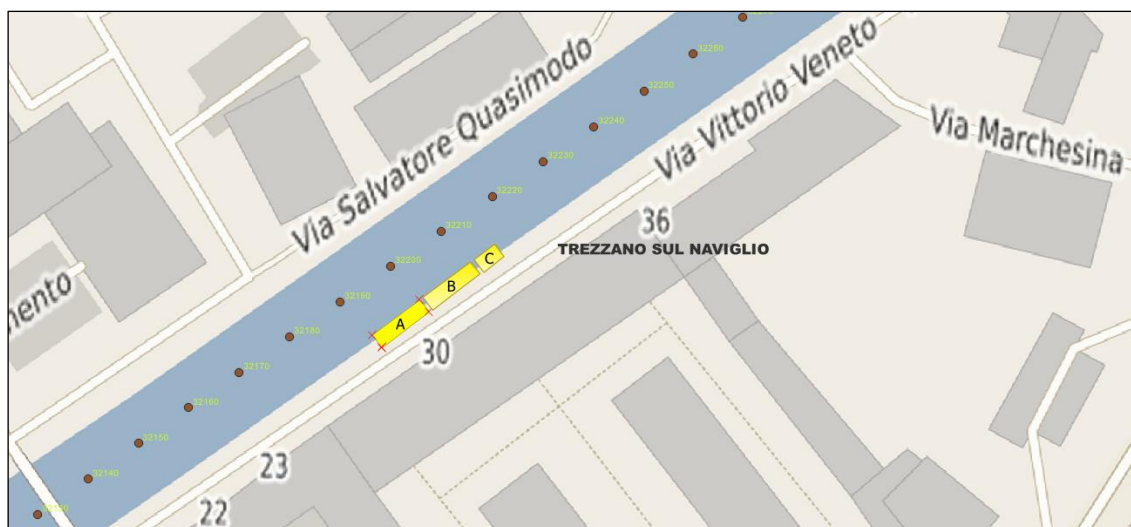 32260
32250
Via Vittorio Veneto
32240
Via Marchesina
Via Salvatore Quasimodo
32230
32220
36
32210
TREZZANO SUL NAVIGLIO
C
32200
B
mento
32190
A
32180
30
32170
32160
32150
23
32140
22